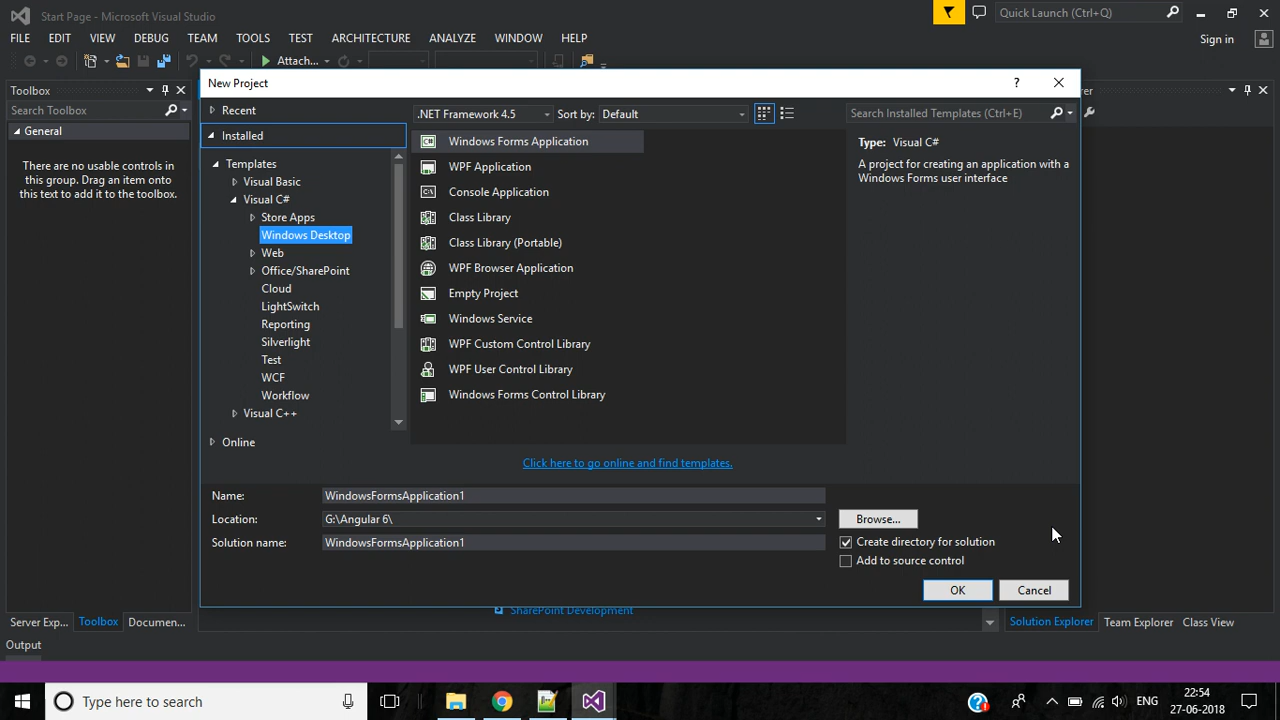 Start Page - Microsoft Visual Studio
Quick Launch (Ctrl+Q)
FILE EDIT VIEW DEBUG TEAM TOOLS TEST ARCHITECTURE ANALYZE WINDOW HELP
Sign in
Attach...
Toolbox
Search Toolbox
General
There are no usable controls in
this group. Drag an item onto
this text to add it to the toolbox.
New Project
Recent
Installed
Templates
Visual Basic
Visual C#
Store Apps
Windows Desktop
Web
Office/SharePoint
Cloud
LightSwitch
Reporting
Silverlight
Test
WCF
Workflow
Visual C++
Online
.NET Framework 4.5
Sort by: Default
Windows Forms Application
WPF Application
Console Application
Class Library
Class Library (Portable)
WPF Browser Application
Empty Project
Windows Service
WPF Custom Control Library
WPF User Control Library
Windows Forms Control Library
Click here to go online and find templates.
Search Installed Templates (Ctrl+E)
Type: Visual C#
A project for creating an application with a
Windows Forms user interface
Name: WindowsFormsApplication1
Location: G:\Angular 6\
Browse...
Solution name: WindowsFormsApplication1
Create directory for solution
Add to source control
OK Cancel
SharePoint Development
Server Exp... Toolbox Documen...
Solution Explorer Team Explorer Class View
Output
Type here to search
ENG
22:54
27-06-2018